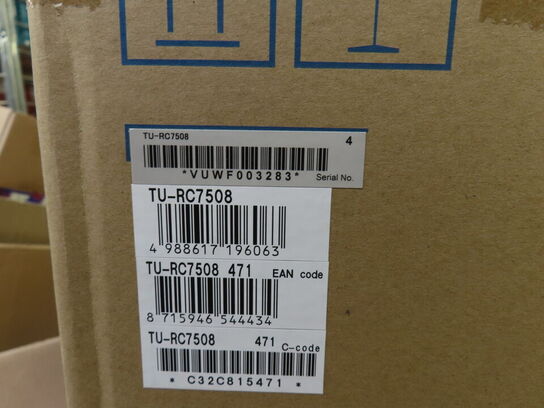 TU-RC7508 4
*VUWF003283* Serial No.
TU-RC7508
4 988617 196063
TU-RC7508 471 EAN code
8 715946 544434
TU-RC7508 471 C-code
* C32C815471 *